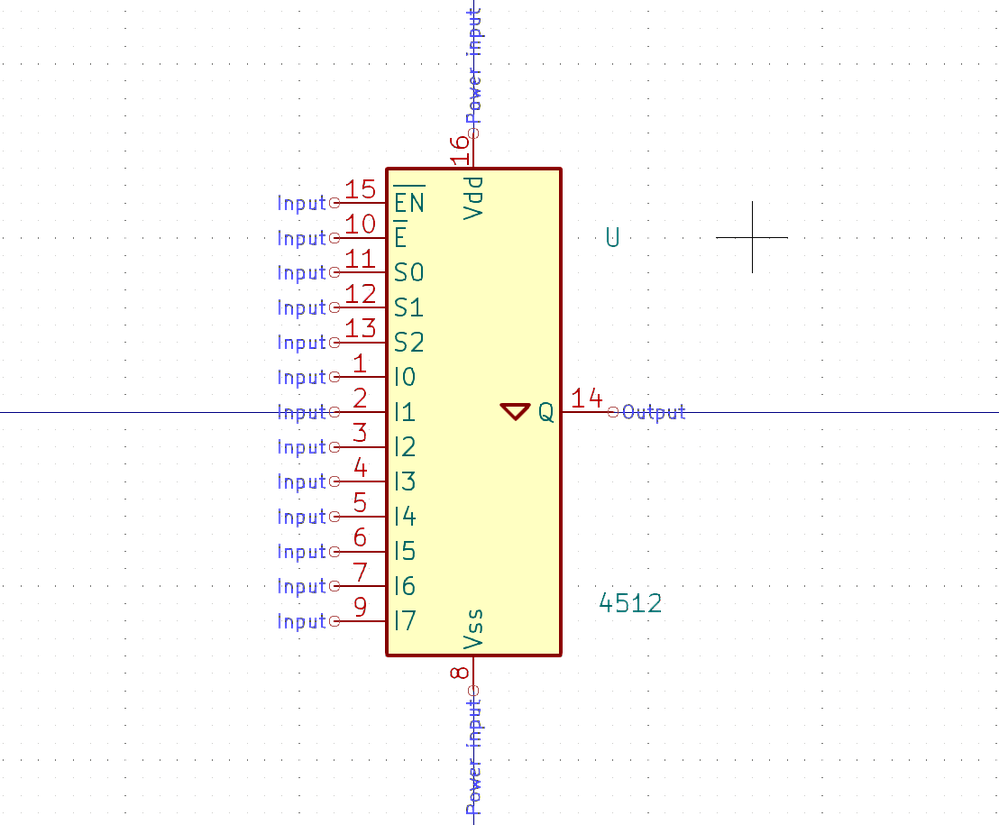 Power input
16
Vdd
Input 15 EN
Input 10 E
U
Input 11 S0
Input 12 S1
Input 13 S2
Input 1 I0
Input 2 I1 Q 14 Output
Input 3 I2
Input 4 I3
Input 5 I4
Input 6 I5
Input 7 I6
4512
Input 9 I7
Vss
8
Power input